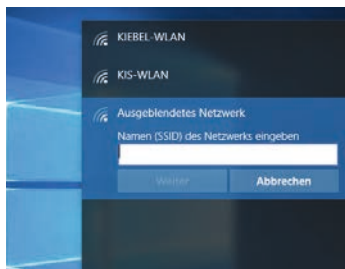 KIEBEL-WLAN
KIS-WLAN
Ausgeblendetes Netzwerk
Namen (SSID) des Netzwerks eingeben
Weiter Abbrechen